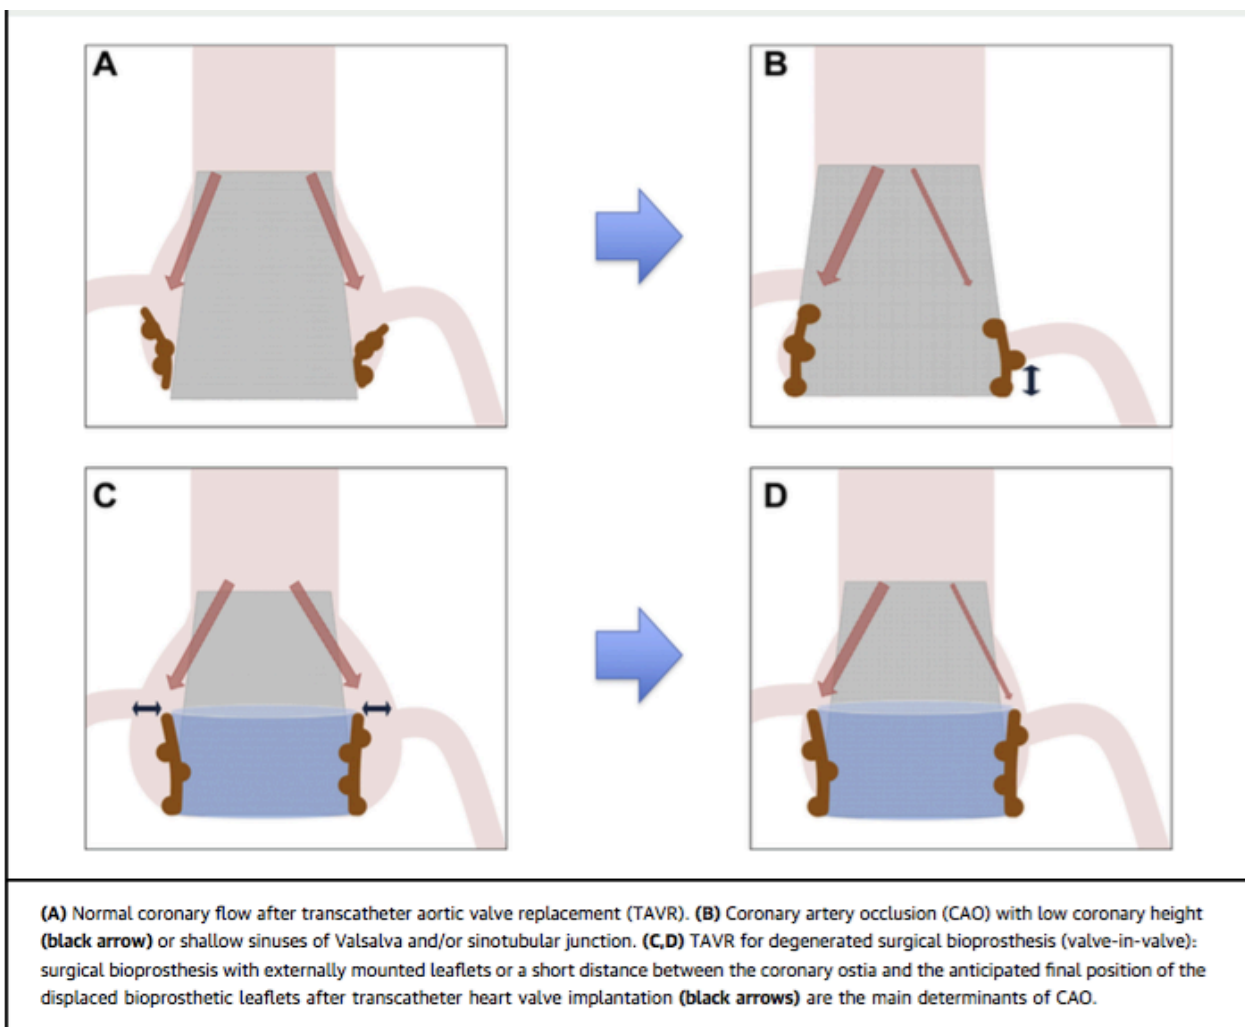 A
B
C
D
(A) Normal coronary flow after transcatheter aortic valve replacement (TAVR). (B) Coronary artery occlusion (CAO) with low coronary height
(black arrow) or shallow sinuses of Valsalva and/or sinotubular junction. (C,D) TAVR for degenerated surgical bioprosthesis (valve-in-valve):
surgical bioprosthesis with externally mounted leaflets or a short distance between the coronary ostia and the anticipated final position of the
displaced bioprosthetic leaflets after transcatheter heart valve implantation (black arrows) are the main determinants of CAO.